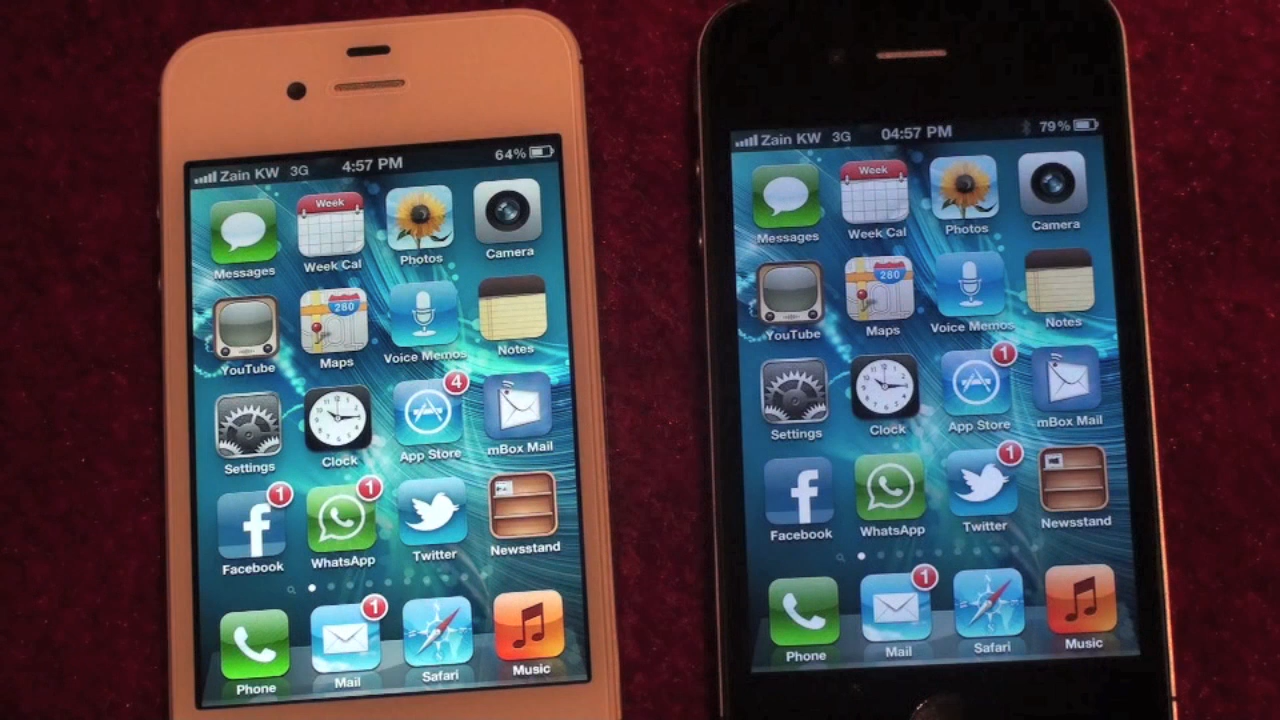 Zain KW 3G 4:57 PM 64%
Week
Messages Week Cal Photos Camera
280
YouTube Maps Voice Memos Notes
4
Settings Clock App Store mBox Mail
1 1
Facebook WhatsApp Twitter Newsstand
1
Phone Mail Safari Music
Zain KW 3G 04:57 PM 79%
Week
Messages Week Cal Photos Camera
280
YouTube Maps Voice Memos Notes
1
Settings Clock App Store mBox Mail
1
Facebook WhatsApp Twitter Newsstand
1
Phone Mail Safari Music